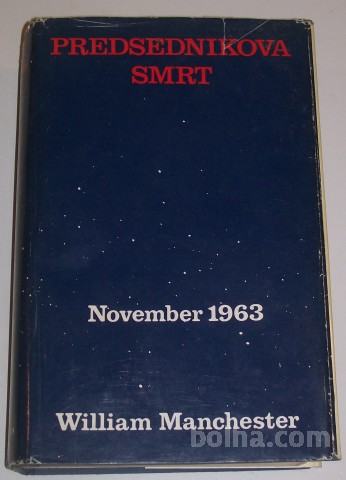 PREDSEDNIKOVA
SMRT
November 1963
William Manchester
bolha.com